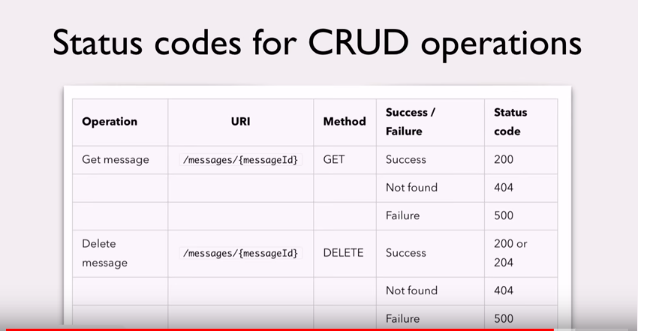 Status codes for CRUD operations
Operation URI Method Success / Failure Status code
Get message /messages/{messageId} GET Success 200
Not found 404
Failure 500
Delete message /messages/{messageId} DELETE Success 200 or 204
Not found 404
Failure 500